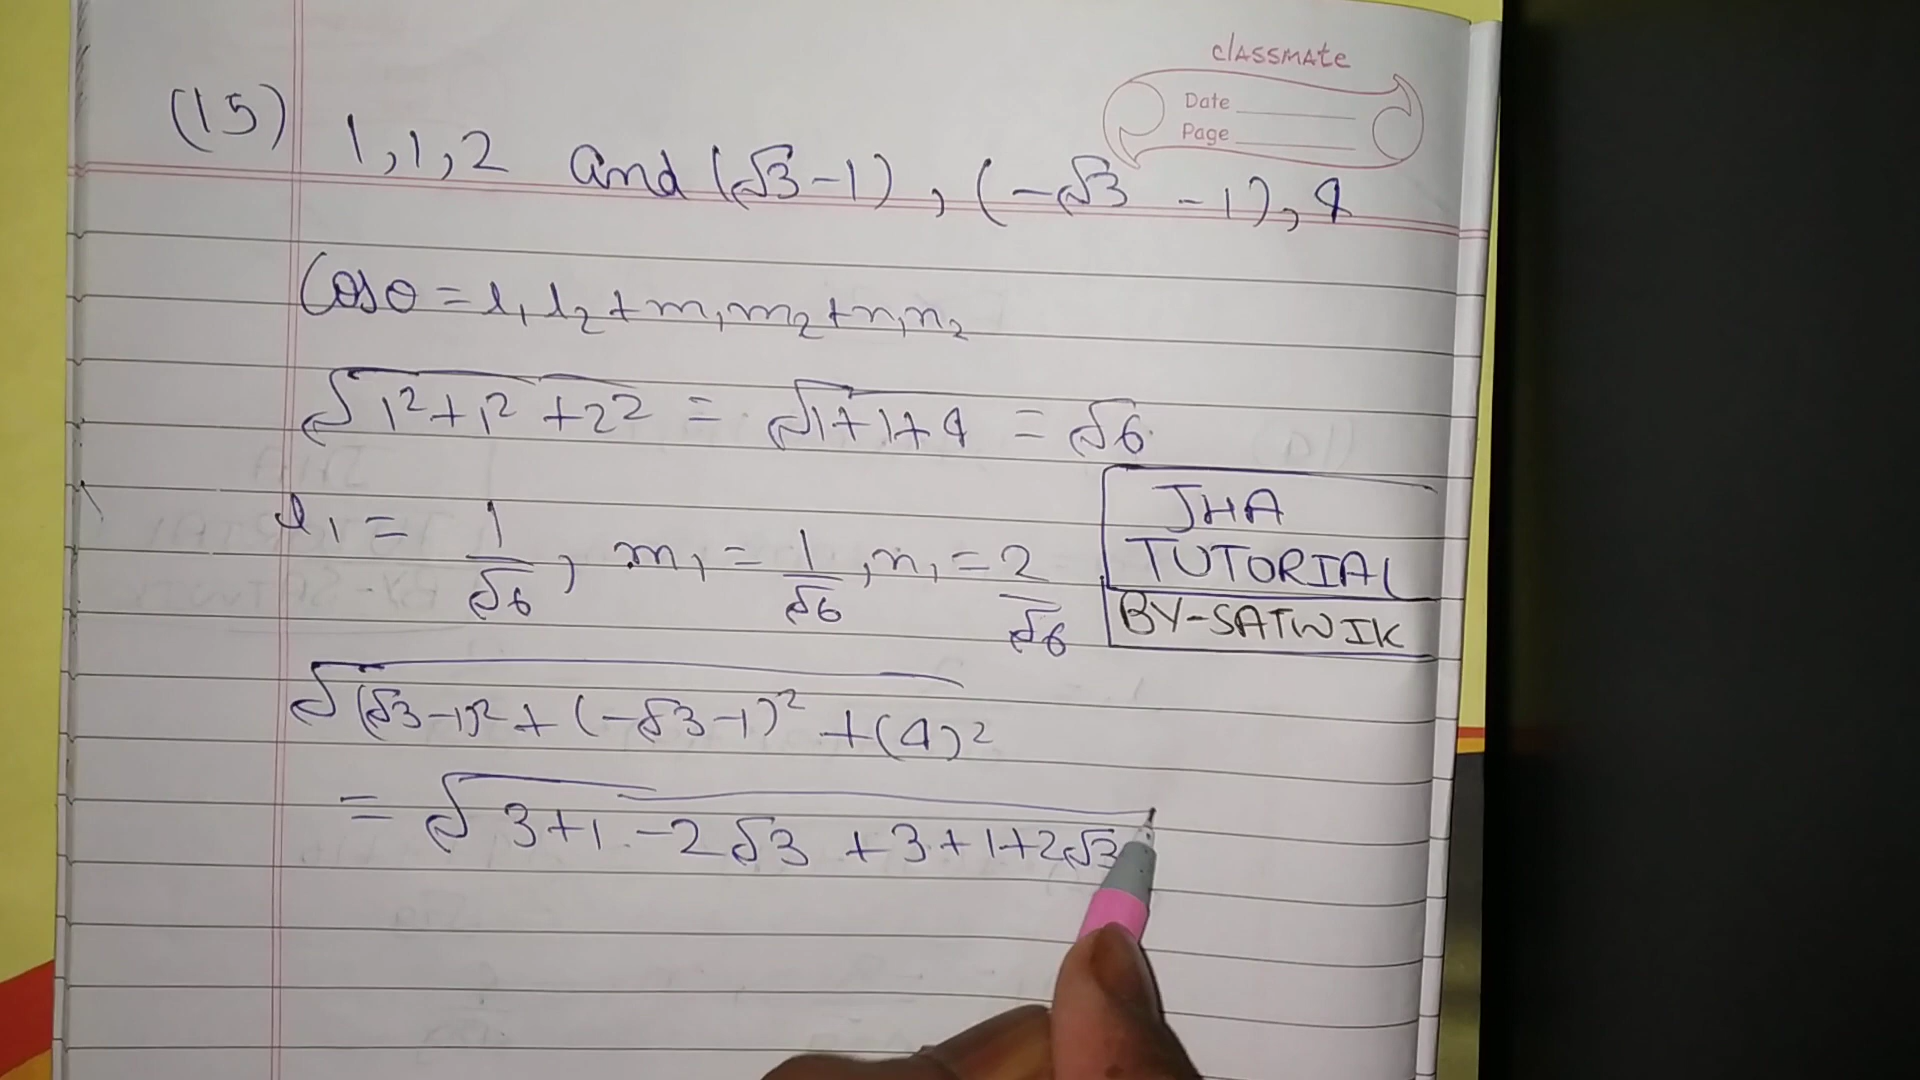 classmate
Date
Page
(15) 1,1,2 and (√3-1), (-√3 -1), 4
Cosθ = l₁l₂+m₁m₂+n₁n₂
√1²+1²+2² = √1+1+4 = √6
l₁ = 1/√6, m₁ = 1/√6, n₁ = 2/√6
JHA
TUTORIAL
BY-SATWIK
√(√3-1)²+(-√3-1)²+(4)²
= √3+1-2√3+3+1+2√3